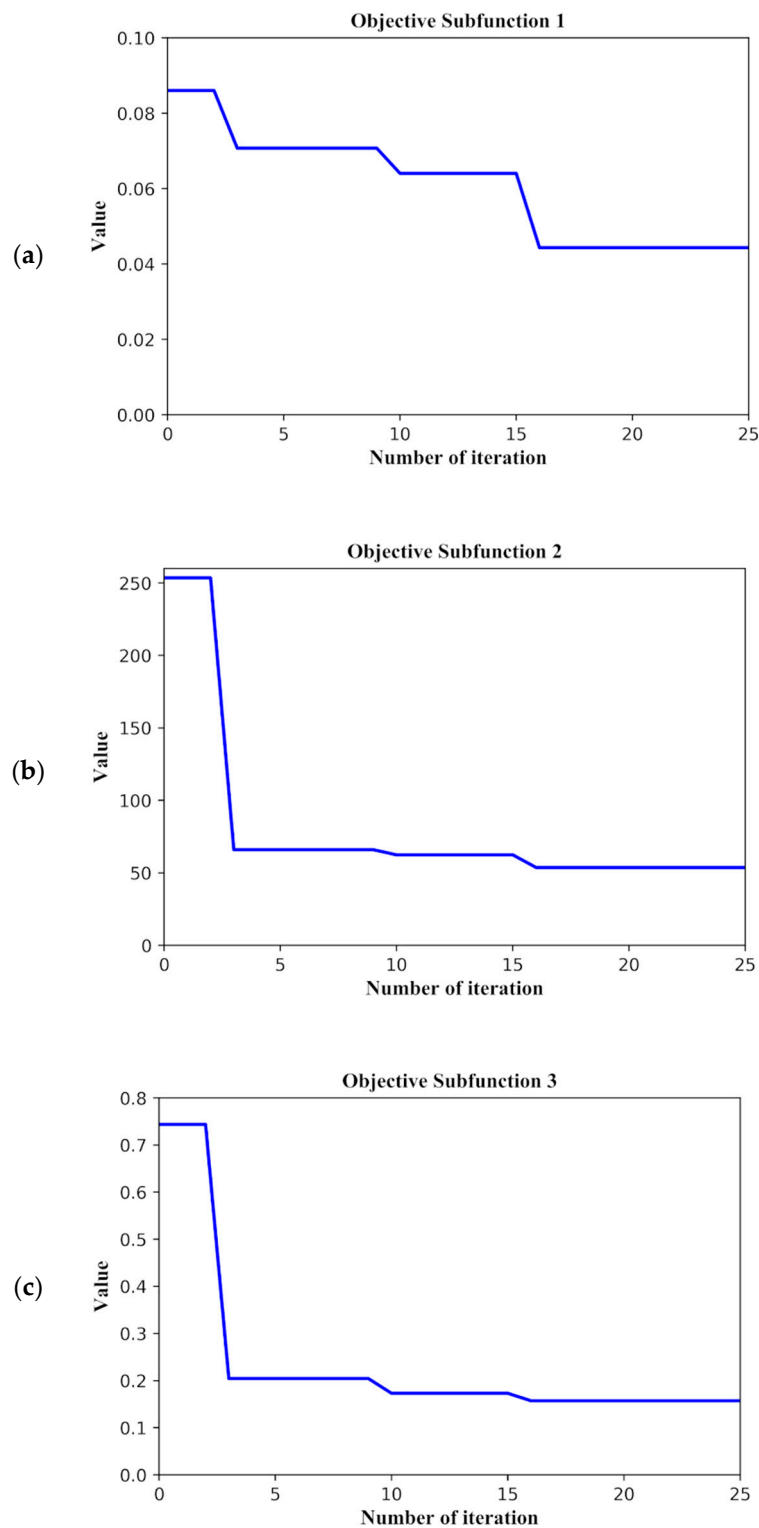 Objective Subfunction 1
0.10
0.08
0.06
0.04
0.02
0.00
Value
(a)
0 5 10 15 20 25
Number of iteration
Objective Subfunction 2
250
200
150
100
50
0
Value
(b)
0 5 10 15 20 25
Number of iteration
Objective Subfunction 3
0.8
0.7
0.6
0.5
0.4
0.3
0.2
0.1
0.0
Value
(c)
0 5 10 15 20 25
Number of iteration